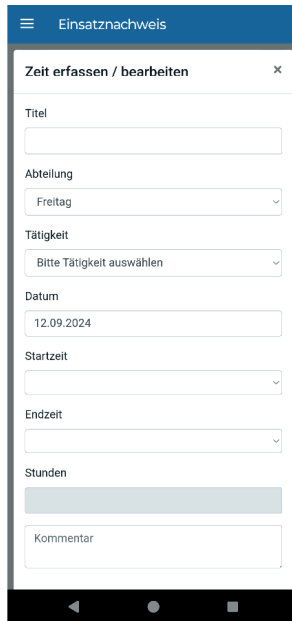 Einsatznachweis
Zeit erfassen / bearbeiten ×
Titel
Abteilung
Freitag
Tätigkeit
Bitte Tätigkeit auswählen
Datum
12.09.2024
Startzeit
Endzeit
Stunden
Kommentar